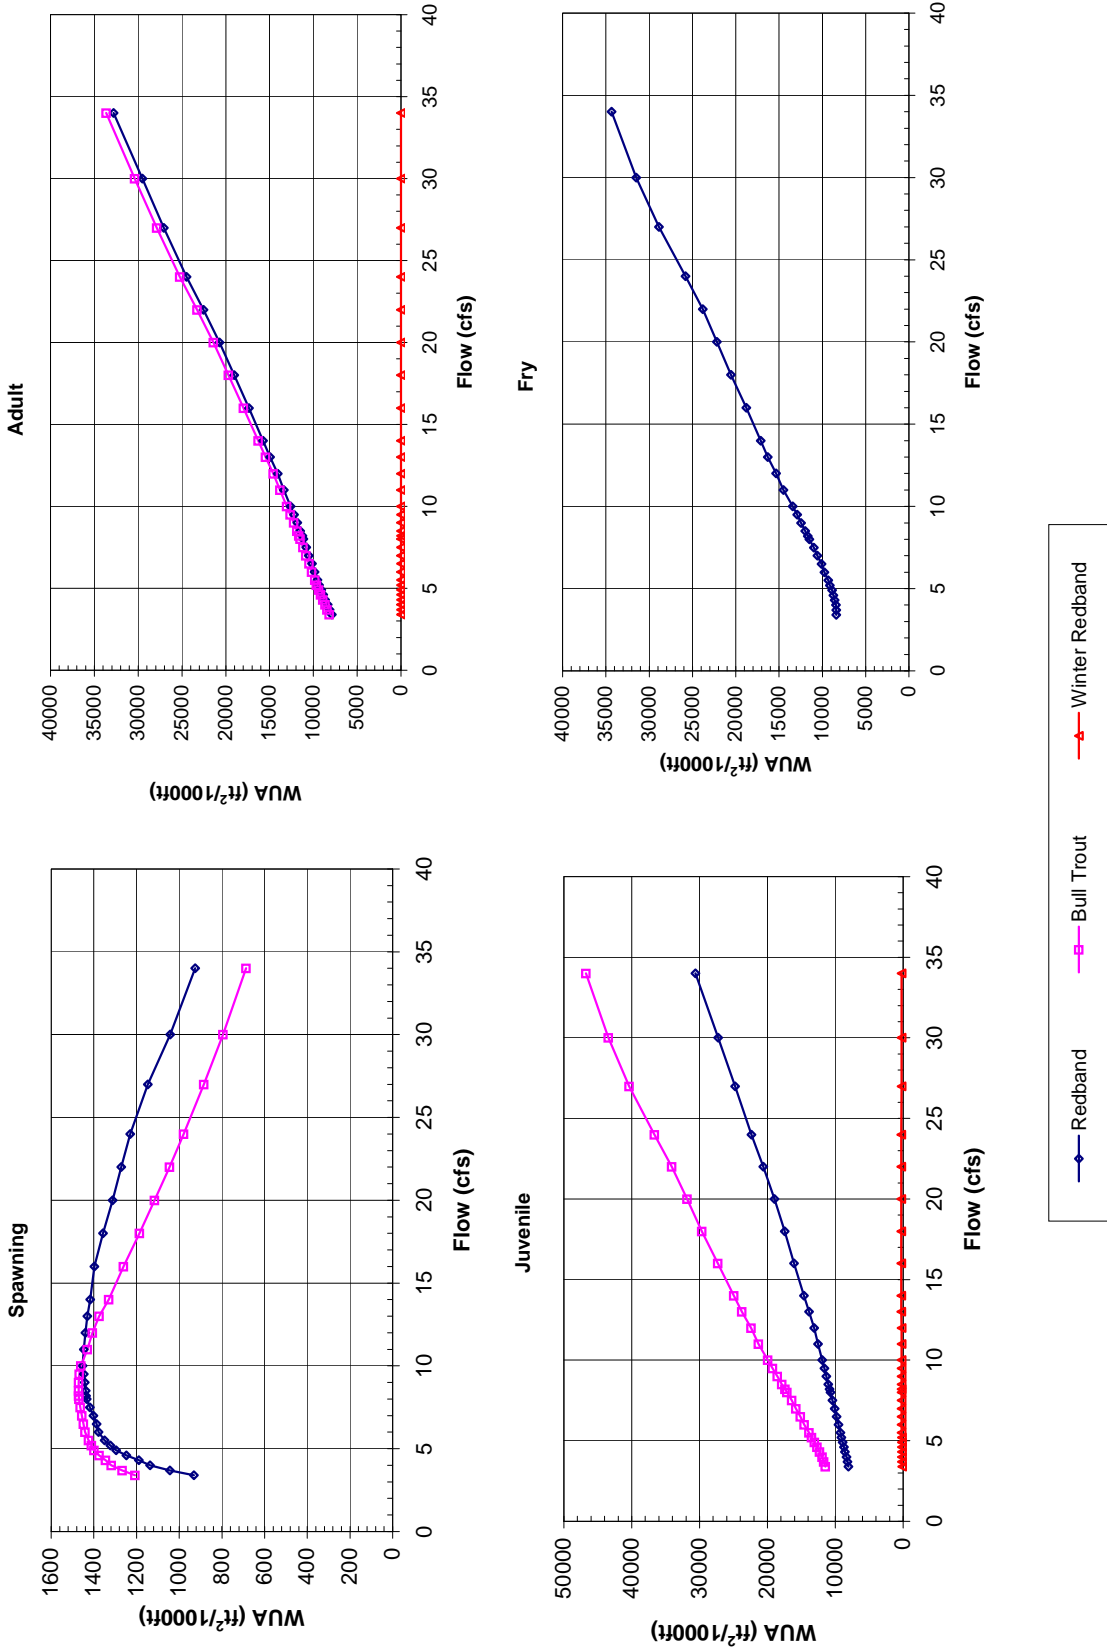 Spawning
WUA (ft²/1000ft)
1600
1400
1200
1000
800
600
400
200
0
0 5 10 15 20 25 30 35 40
Flow (cfs)
Adult
WUA (ft²/1000ft)
40000
35000
30000
25000
20000
15000
10000
5000
0
0 5 10 15 20 25 30 35 40
Flow (cfs)
Juvenile
WUA (ft²/1000ft)
50000
40000
30000
20000
10000
0
0 5 10 15 20 25 30 35 40
Flow (cfs)
Fry
WUA (ft²/1000ft)
40000
35000
30000
25000
20000
15000
10000
5000
0
0 5 10 15 20 25 30 35 40
Flow (cfs)
Redband Bull Trout Winter Redband